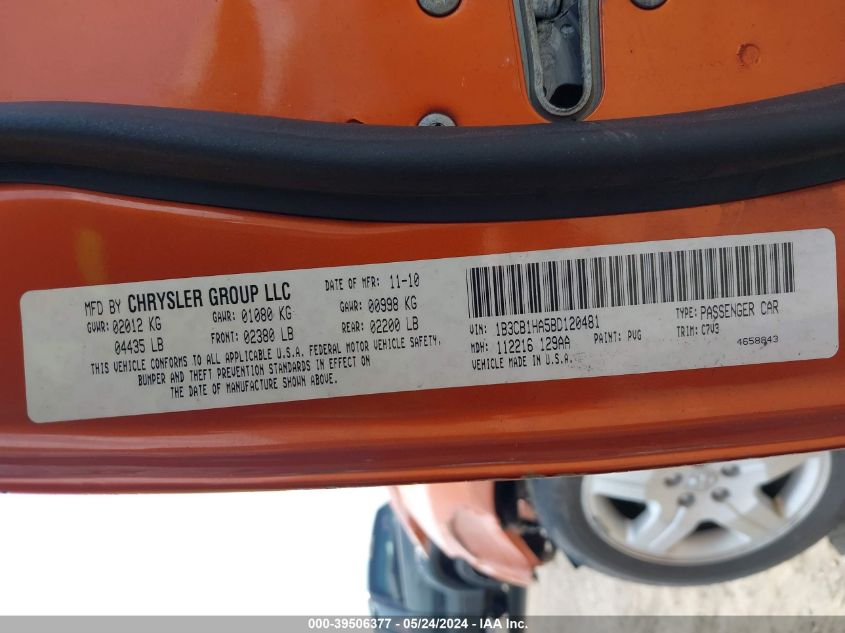 MFD BY CHRYSLER GROUP LLC DATE OF MFR: 11-10
GVWR: 02012 KG GAWR: 01080 KG GAWR: 00998 KG
04435 LB FRONT: 02380 LB REAR: 02200 LB
THIS VEHICLE CONFORMS TO ALL APPLICABLE U.S.A. FEDERAL MOTOR VEHICLE SAFETY,
BUMPER AND THEFT PREVENTION STANDARDS IN EFFECT ON
THE DATE OF MANUFACTURE SHOWN ABOVE.
VIN: 1B3CB1HA5BD120481 TYPE: PASSENGER CAR
MDH: 112216 129AA PAINT: PVG TRIM: C7V3
VEHICLE MADE IN U.S.A. 4658843
000-39506377 - 05/24/2024 - IAA Inc.